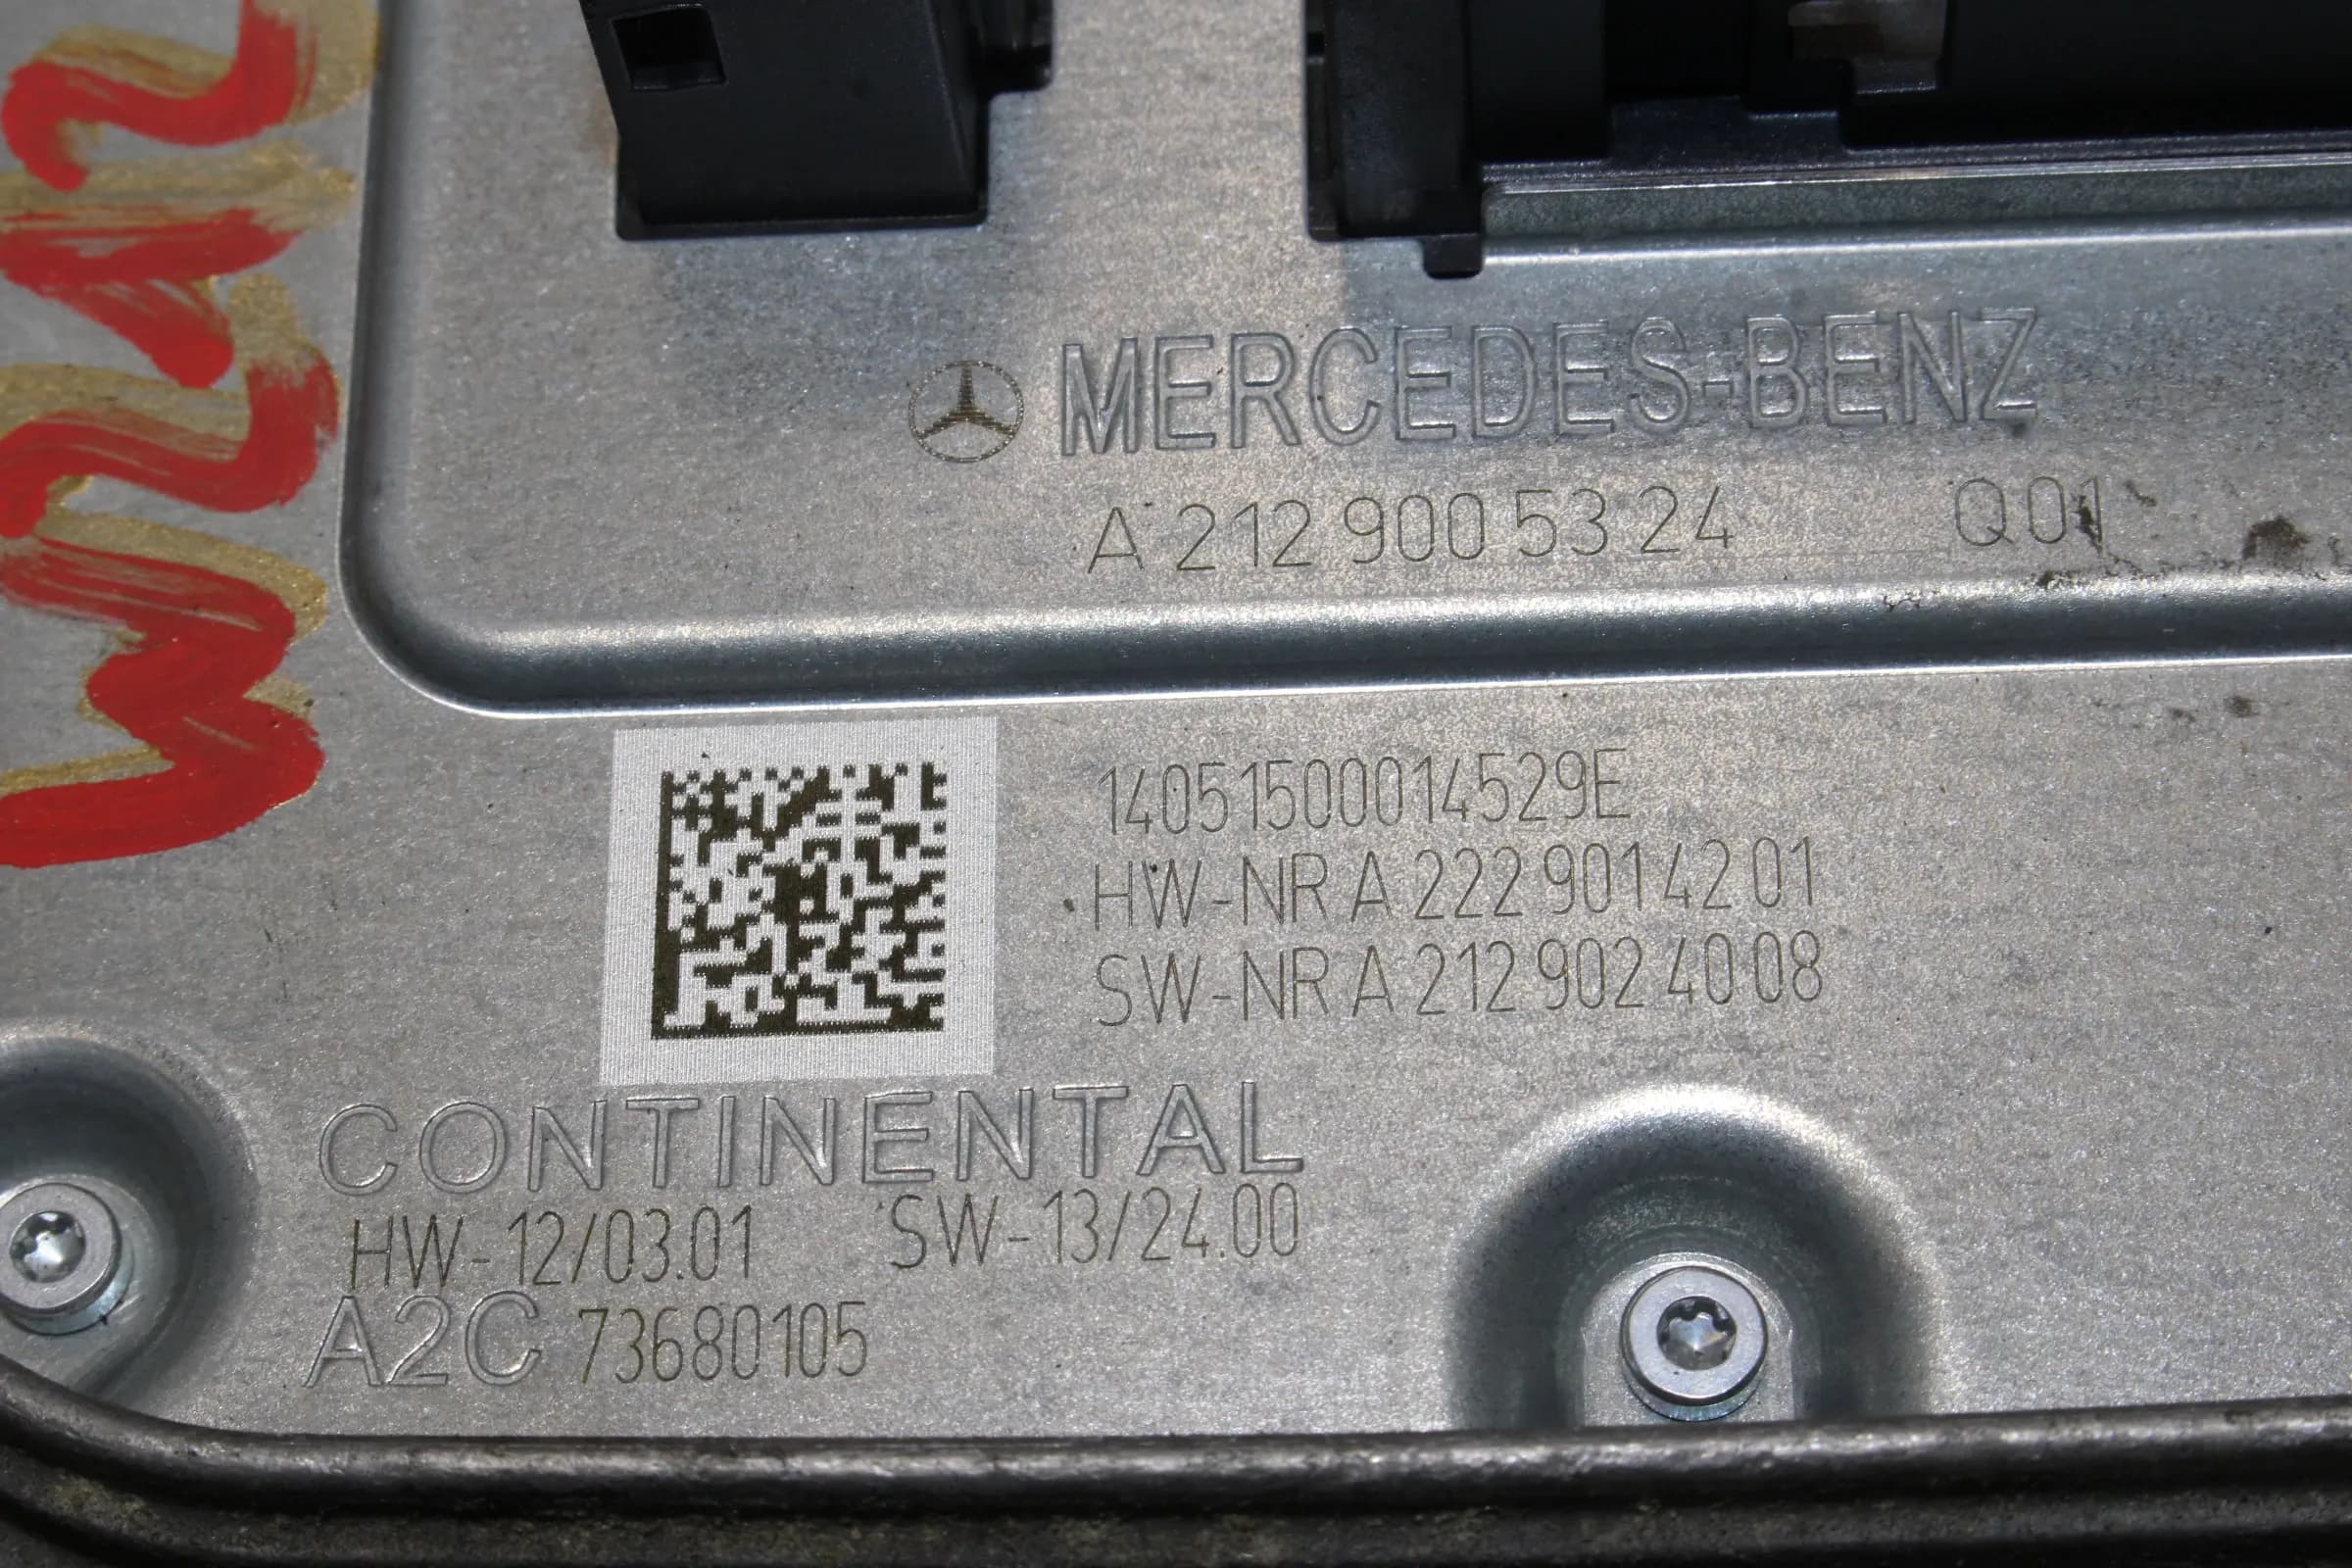 W212
MERCEDES-BENZ
A 212 900 53 24 Q01
14051500014529E
HW-NR A 222 901 42 01
SW-NR A 212 902 40 08
CONTINENTAL
HW-12/03.01 SW-13/24.00
A2C 73680105